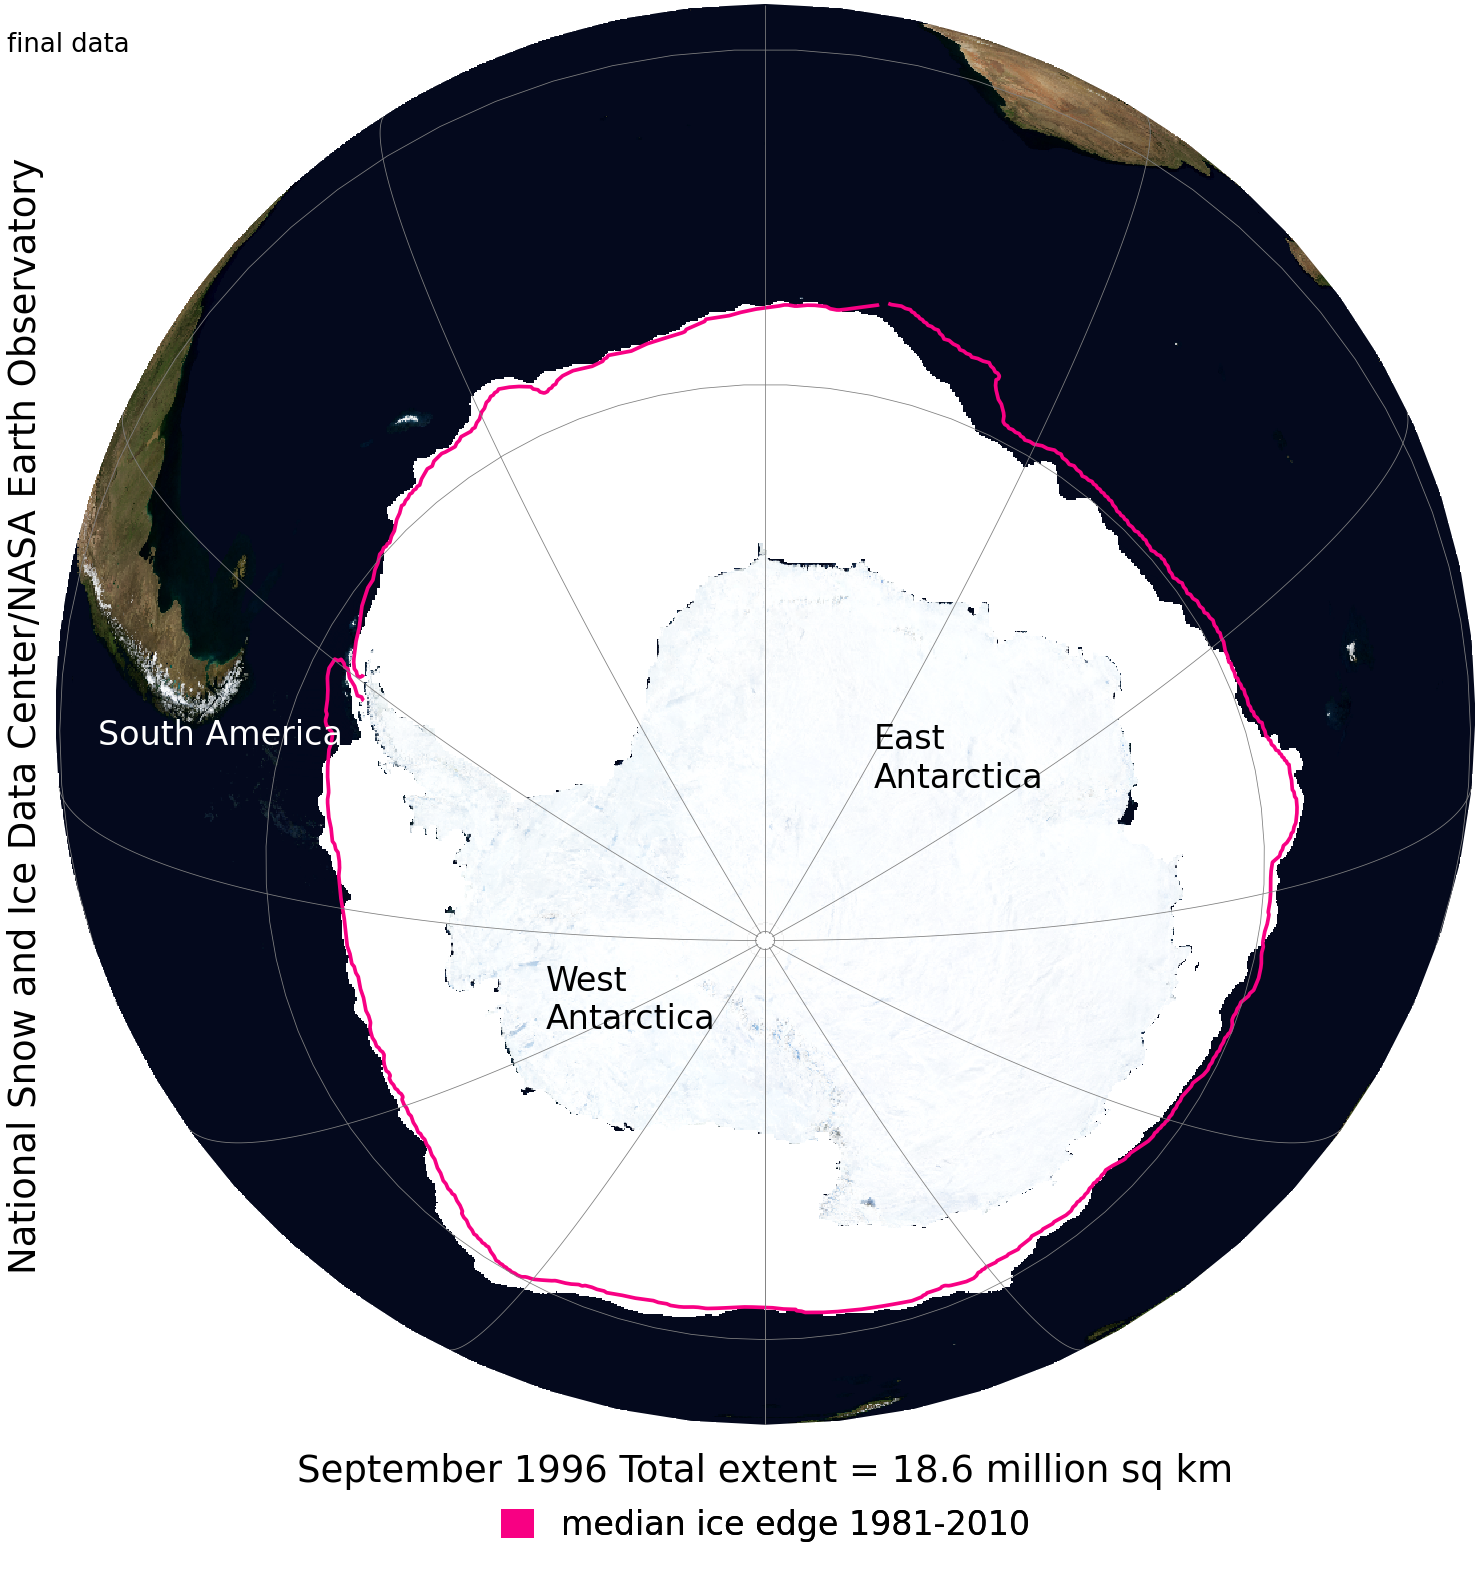 final data
National Snow and Ice Data Center/NASA Earth Observatory
South America
East
Antarctica
West
Antarctica
September 1996 Total extent = 18.6 million sq km
median ice edge 1981-2010